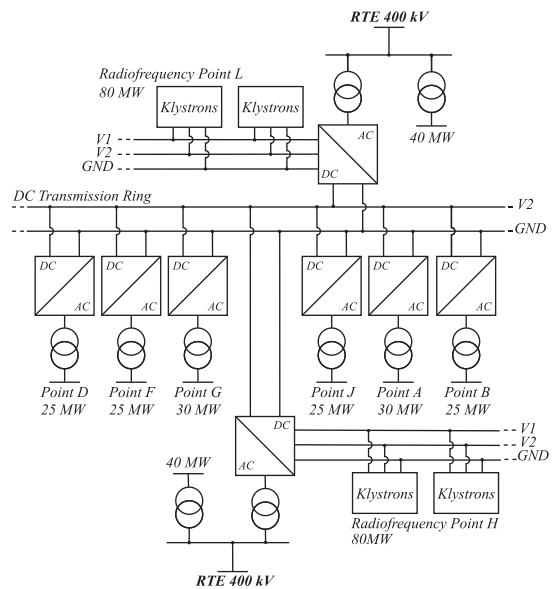 RTE 400 kV
Radiofrequency Point L
80 MW
Klystrons
Klystrons
AC
DC
40 MW
V1
V2
GND
DC Transmission Ring
V2
GND
DC
AC
DC
AC
DC
AC
DC
AC
DC
AC
DC
AC
Point D
25 MW
Point F
25 MW
Point G
30 MW
Point J
25 MW
Point A
30 MW
Point B
25 MW
DC
AC
V1
V2
GND
40 MW
Klystrons
Klystrons
Radiofrequency Point H
80MW
RTE 400 kV